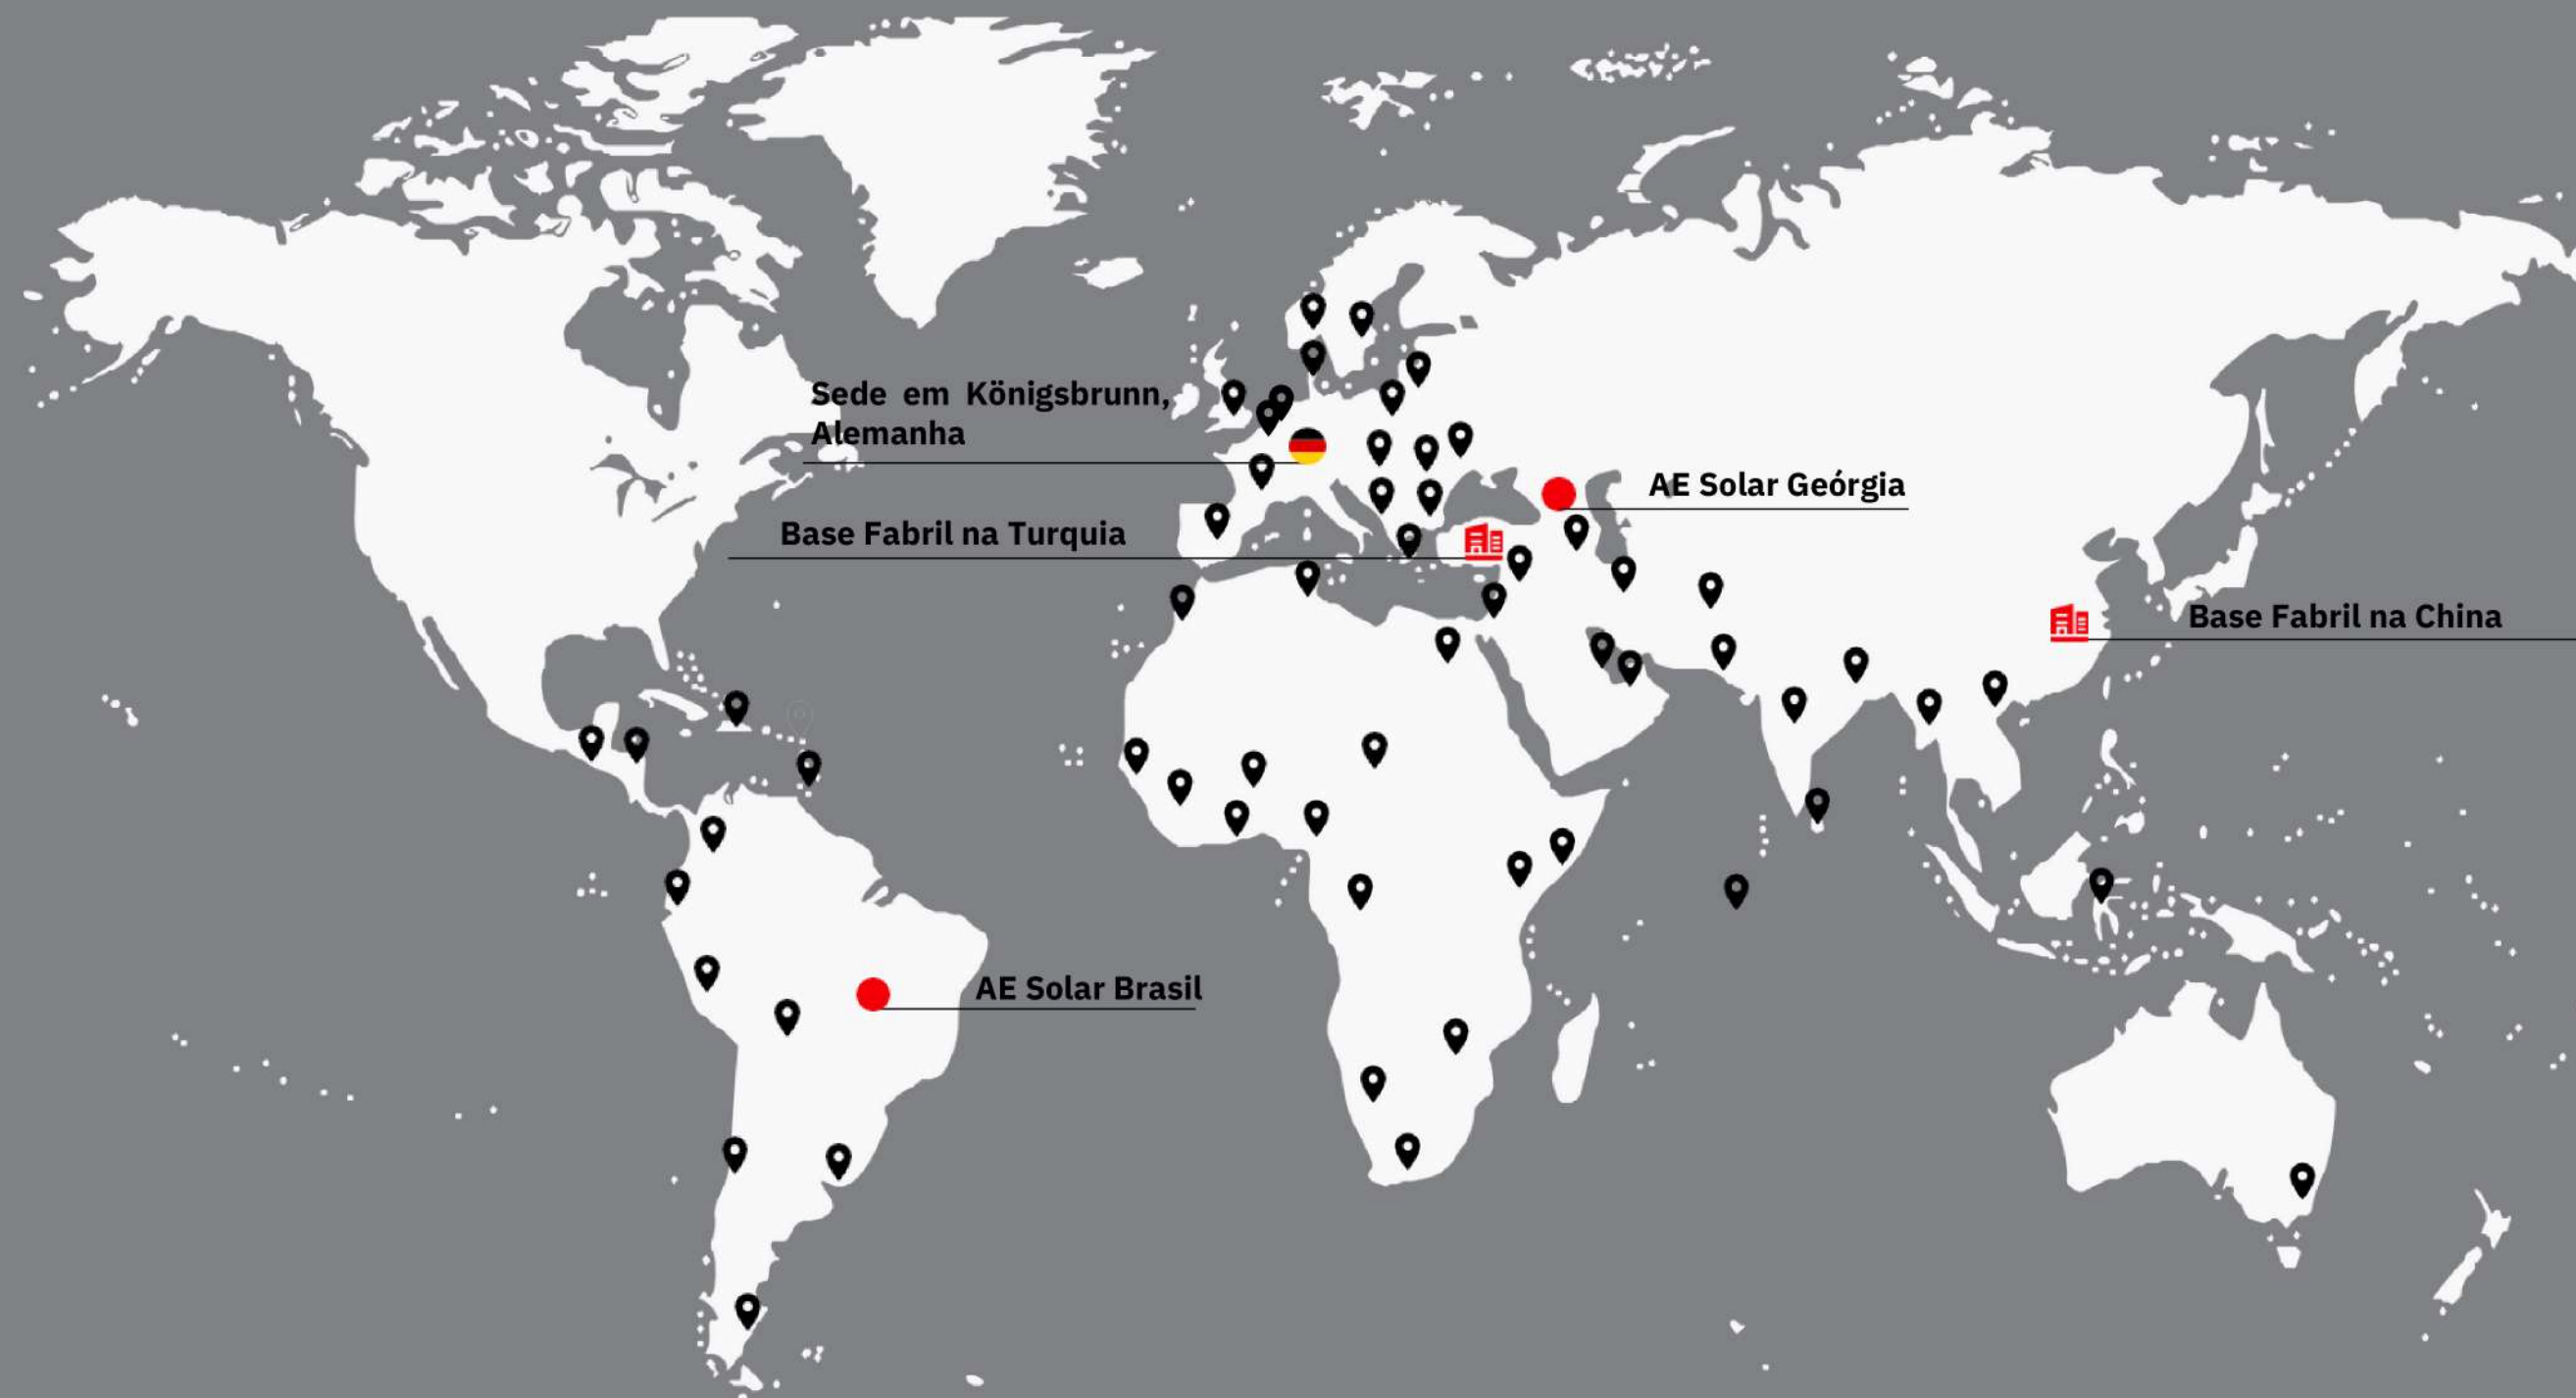 Sede em Königsbrunn,
Alemanha
AE Solar Geórgia
Base Fabril na Turquia
Base Fabril na China
AE Solar Brasil